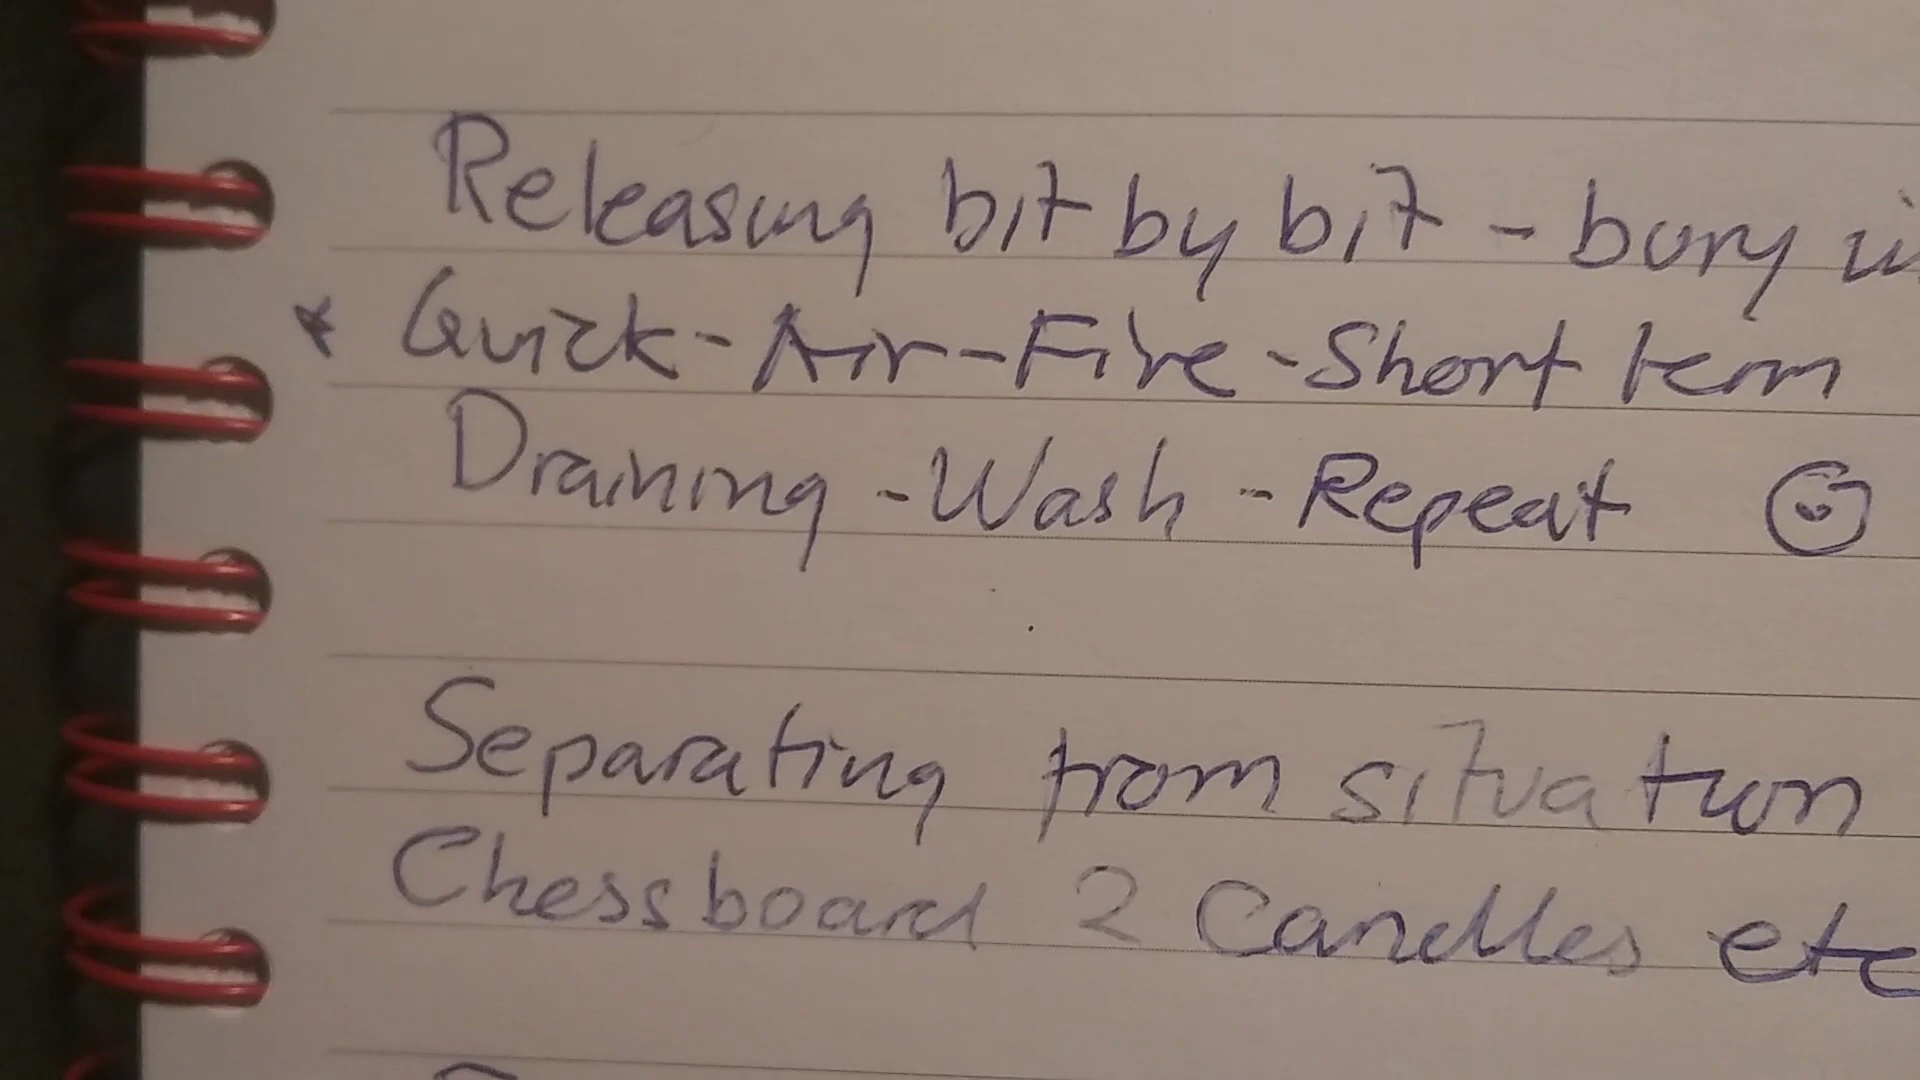 Releasing bit by bit - bury
* Quick - Air - Fire - Short term
Draining - Wash - Repeat
Separating from situation
Chessboard 2 Candles etc